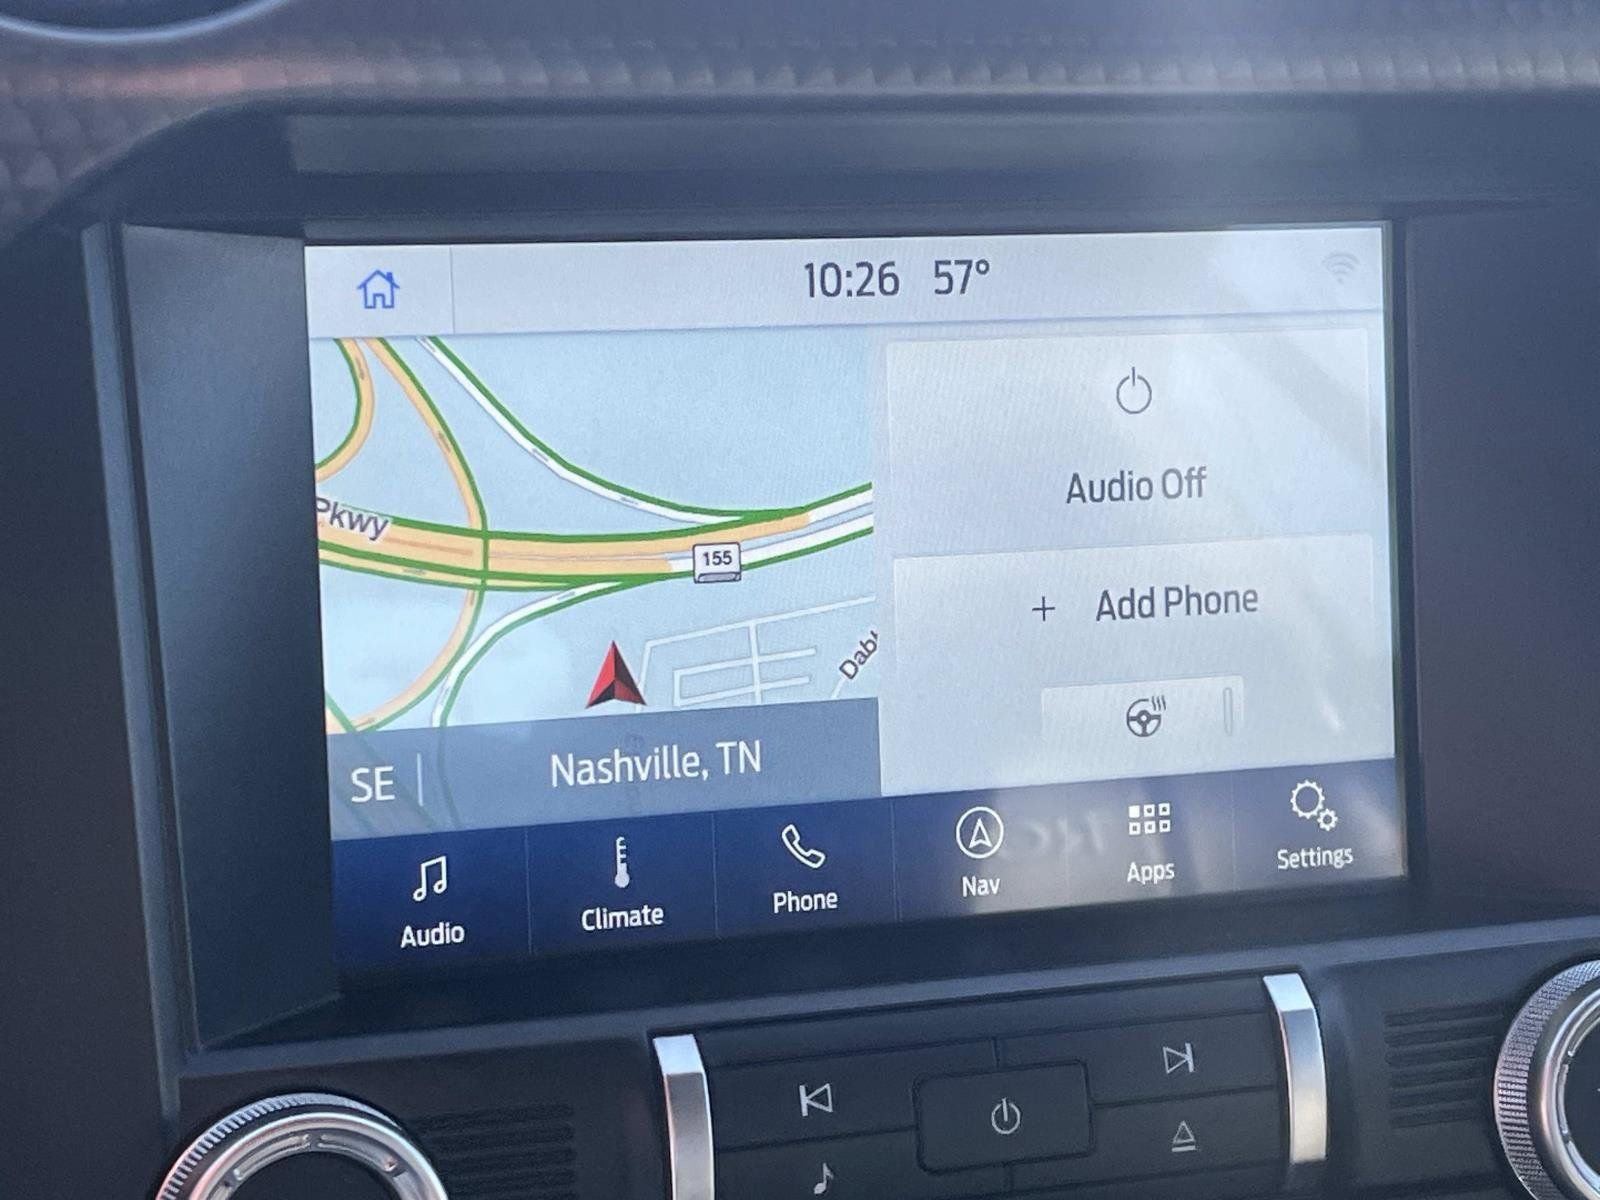 10:26 57°
Audio Off
Pkwy
155
+ Add Phone
SE | Nashville, TN
Audio
Climate
Phone
Nav
Apps
Settings